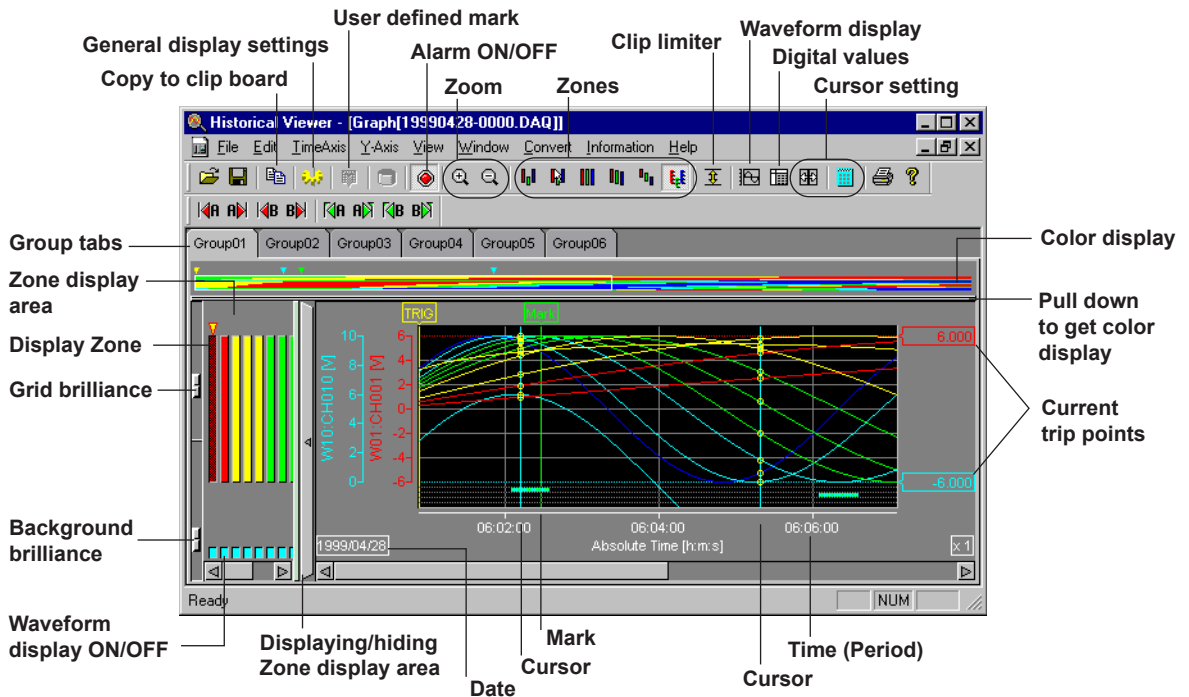 User defined mark
General display settings
Alarm ON/OFF
Waveform display
Clip limiter
Digital values
Copy to clip board
Zoom
Zones
Cursor setting
Historical Viewer - [Graph[19990428-0000.DAQ]]
File Edit TimeAxis Y-Axis View Window Convert Information Help
A A B B A A B B
Group tabs
Group01 Group02 Group03 Group04 Group05 Group06
Color display
Zone display
area
Pull down
to get color
display
TRIG
Mark
Display Zone
Grid brilliance
W10:CH010 [V]
10
8
6
4
2
0
W01:CH001 [V]
6
4
2
0
-2
-4
-6
6.000
-6.000
Current
trip points
Background
brilliance
06:02:00 06:04:00 06:06:00
1999/04/28
Absolute Time [h:m:s]
x 1
Ready
NUM
Waveform
display ON/OFF
Displaying/hiding
Zone display area
Date
Cursor
Mark
Cursor
Time (Period)